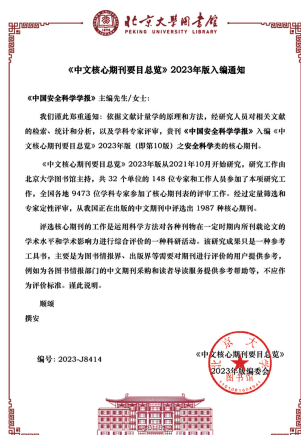 北京大学图书馆
PEKING UNIVERSITY LIBRARY
《中文核心期刊要目总览》2023年版入编通知
《中国安全科学学报》主编先生/女士：
我们谨此郑重通知：依据文献计量学的原理和方法，经研究人员对相关文献
的检索、统计和分析，以及学科专家评审，贵刊《中国安全科学学报》入编《中
文核心期刊要目总览》2023年版（即第10版）之安全科学类的核心期刊。
《中文核心期刊要目总览》2023年版从2021年10月开始研究，研究工作由
北京大学图书馆主持，共32个单位的148位专家和工作人员参加了本项研究工
作，全国各地9473位学科专家参加了核心期刊表的评审工作。经过定量筛选和
专家定性评审，从我国正在出版的中文期刊中评选出1987种核心期刊。
评选核心期刊的工作是运用科学方法对各种刊物在一定时期内所刊载论文的
学术水平和学术影响力进行综合评价的一种科研活动。该研究成果只是一种参考
工具书，主要是为图书情报界、出版界等需要对期刊进行评价的用户提供参考，
例如为各图书情报部门的中文期刊采购和读者导读服务提供参考帮助等，不应作
为评价标准。谨此说明。
顺颂
撰安
编号：2023-J8414
《中文核心期刊要目总览》
2023年版编委会
北京大学
图书馆